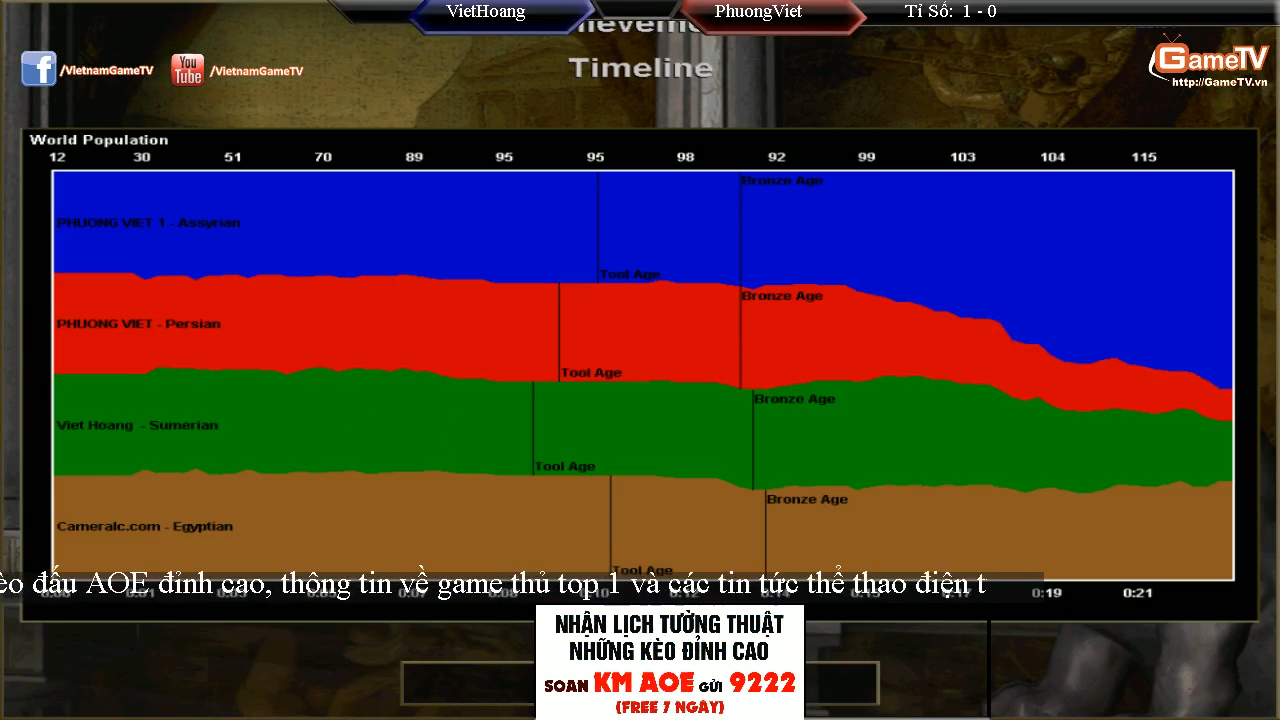 VietHoang PhuongViet Tỉ Số: 1 - 0
Timeline
/VietnamGameTV You Tube /VietnamGameTV GameTV
http://GameTV.vn
World Population
12 30 51 70 89 95 95 98 92 99 103 104 115
Bronze Age
PHUONG VIET 1 - Assyrian
Tool Age
Bronze Age
PHUONG VIET - Persian
Tool Age
Bronze Age
Viet Hoang - Sumerian
Tool Age
Bronze Age
Cameralc.com - Egyptian
Tool Age
èo đấu AOE đỉnh cao, thông tin về game thủ top 1 và các tin tức thể thao điện t
0:19 0:21
NHẬN LỊCH TƯỜNG THUẬT
NHỮNG KÈO ĐỈNH CAO
SOẠN KM AOE GỬI 9222
(FREE 7 NGÀY)